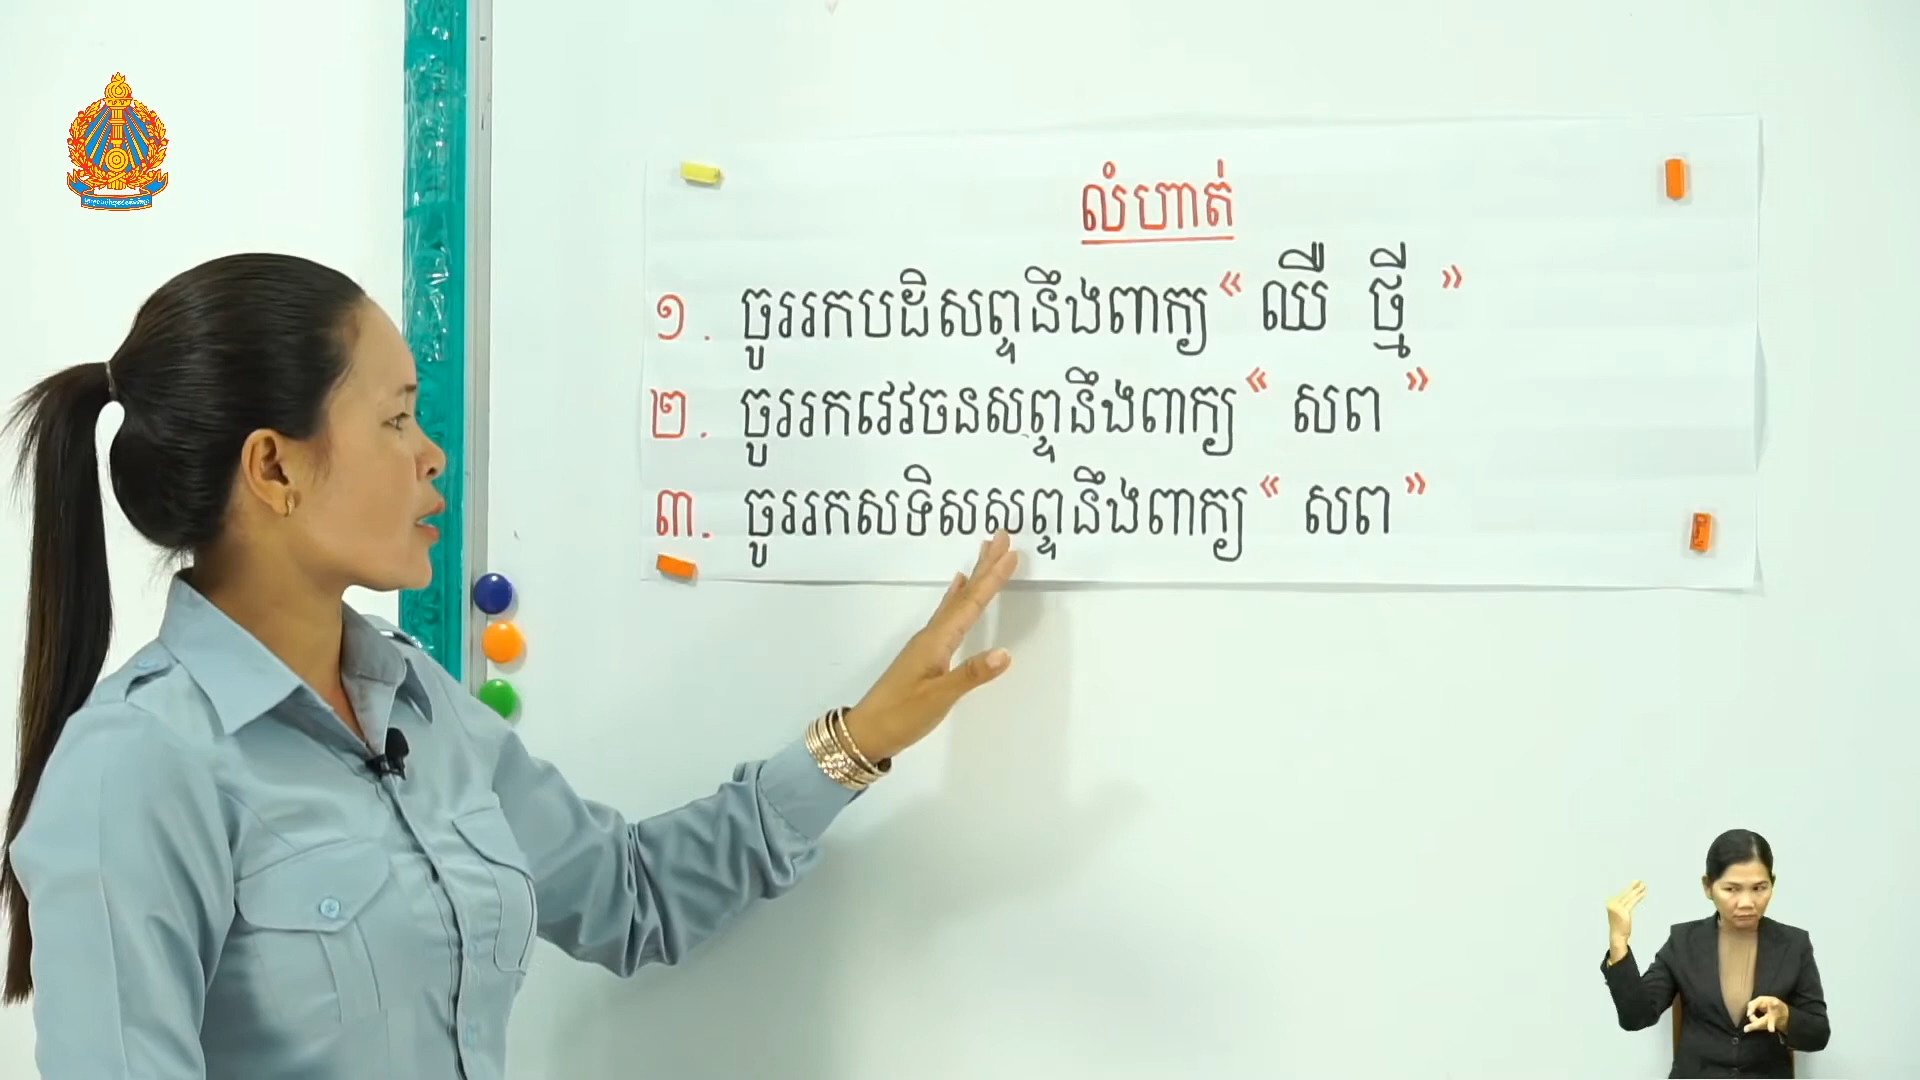 លំហាត់
១. ចូររកបដិសព្ទនឹងពាក្យ « ឈឺ ថ្មី »
២. ចូររកវេវចនសព្ទនឹងពាក្យ « សព »
៣. ចូររកសទិសសព្ទនឹងពាក្យ « សព »